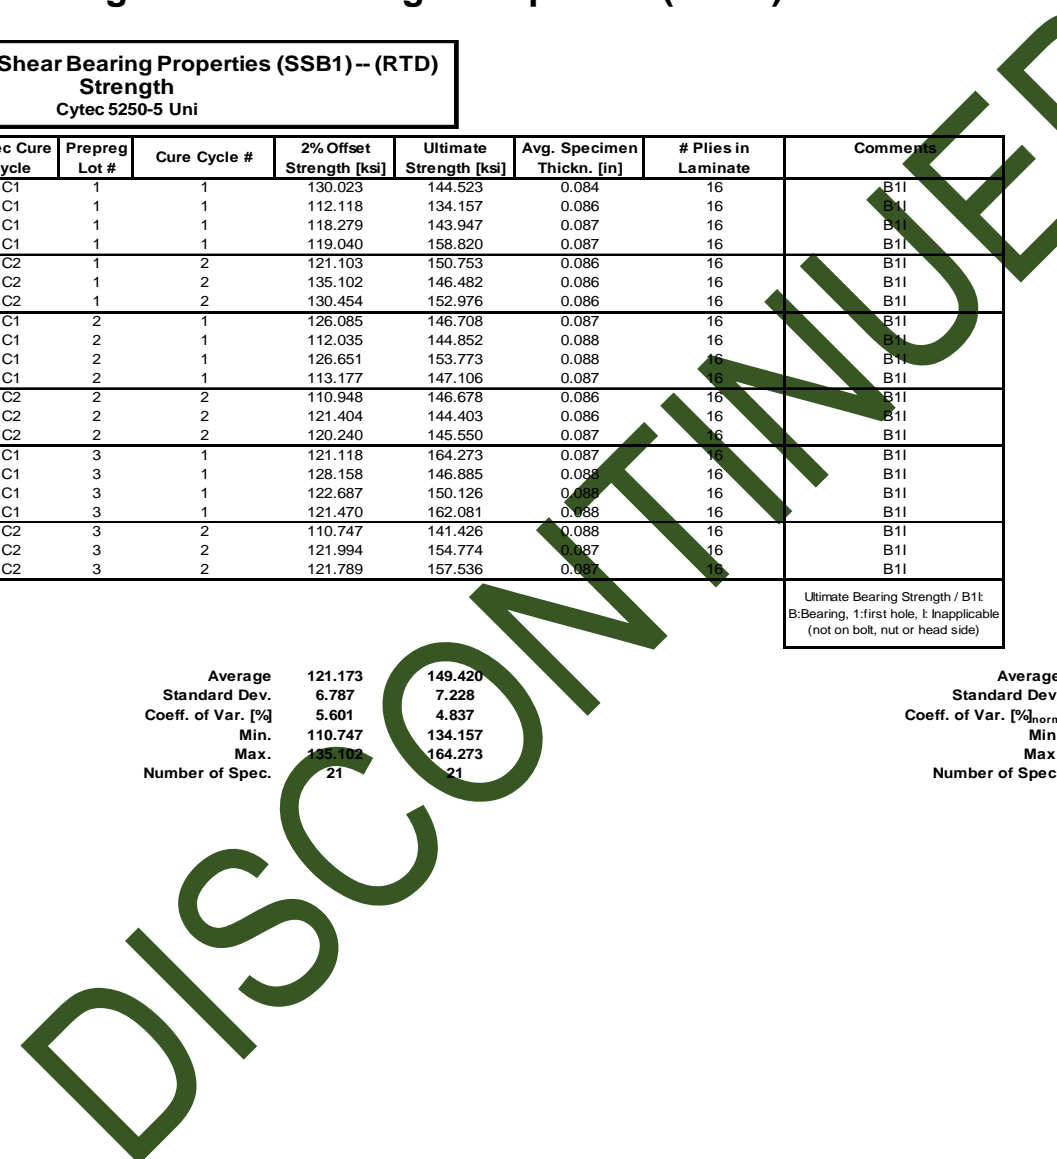 Shear Bearing Properties (SSB1) -- (RTD)
Strength
Cytec 5250-5 Uni
Cure Prepreg Cure Cycle # 2% Offset Ultimate Avg. Specimen # Plies in Comments
Lot # Strength [ksi] Strength [ksi] Thickn. [in] Laminate
C1 1 1 130.023 144.523 0.084 16 B1I
C1 1 1 112.118 134.157 0.086 16 B1I
C1 1 1 118.279 143.947 0.087 16 B1I
C1 1 1 119.040 158.820 0.087 16 B1I
C2 1 2 121.103 150.753 0.086 16 B1I
C2 1 2 135.102 146.482 0.086 16 B1I
C2 1 2 130.454 152.976 0.086 16 B1I
C1 2 1 126.085 146.708 0.087 16 B1I
C1 2 1 112.035 144.852 0.088 16 B1I
C1 2 1 126.651 153.773 0.088 16 B1I
C1 2 1 113.177 147.106 0.087 16 B1I
C2 2 2 110.948 146.678 0.086 16 B1I
C2 2 2 121.404 144.403 0.086 16 B1I
C2 2 2 120.240 145.550 0.087 16 B1I
C1 3 1 121.118 164.273 0.087 16 B1I
C1 3 1 128.158 146.885 0.088 16 B1I
C1 3 1 122.687 150.126 0.088 16 B1I
C1 3 1 121.470 162.081 0.088 16 B1I
C2 3 2 110.747 141.426 0.088 16 B1I
C2 3 2 121.994 154.774 0.087 16 B1I
C2 3 2 121.789 157.536 0.087 16 B1I
Ultimate Bearing Strength / B1I:
B:Bearing, 1:first hole, I: Inapplicable
(not on bolt, nut or head side)
Average 121.173 149.420 Average
Standard Dev. 6.787 7.228 Standard Dev
Coeff. of Var. [%] 5.601 4.837 Coeff. of Var. [%]norm
Min. 110.747 134.157 Min
Max. 135.102 164.273 Max
Number of Spec. 21 21 Number of Spec
DISCONTINUED